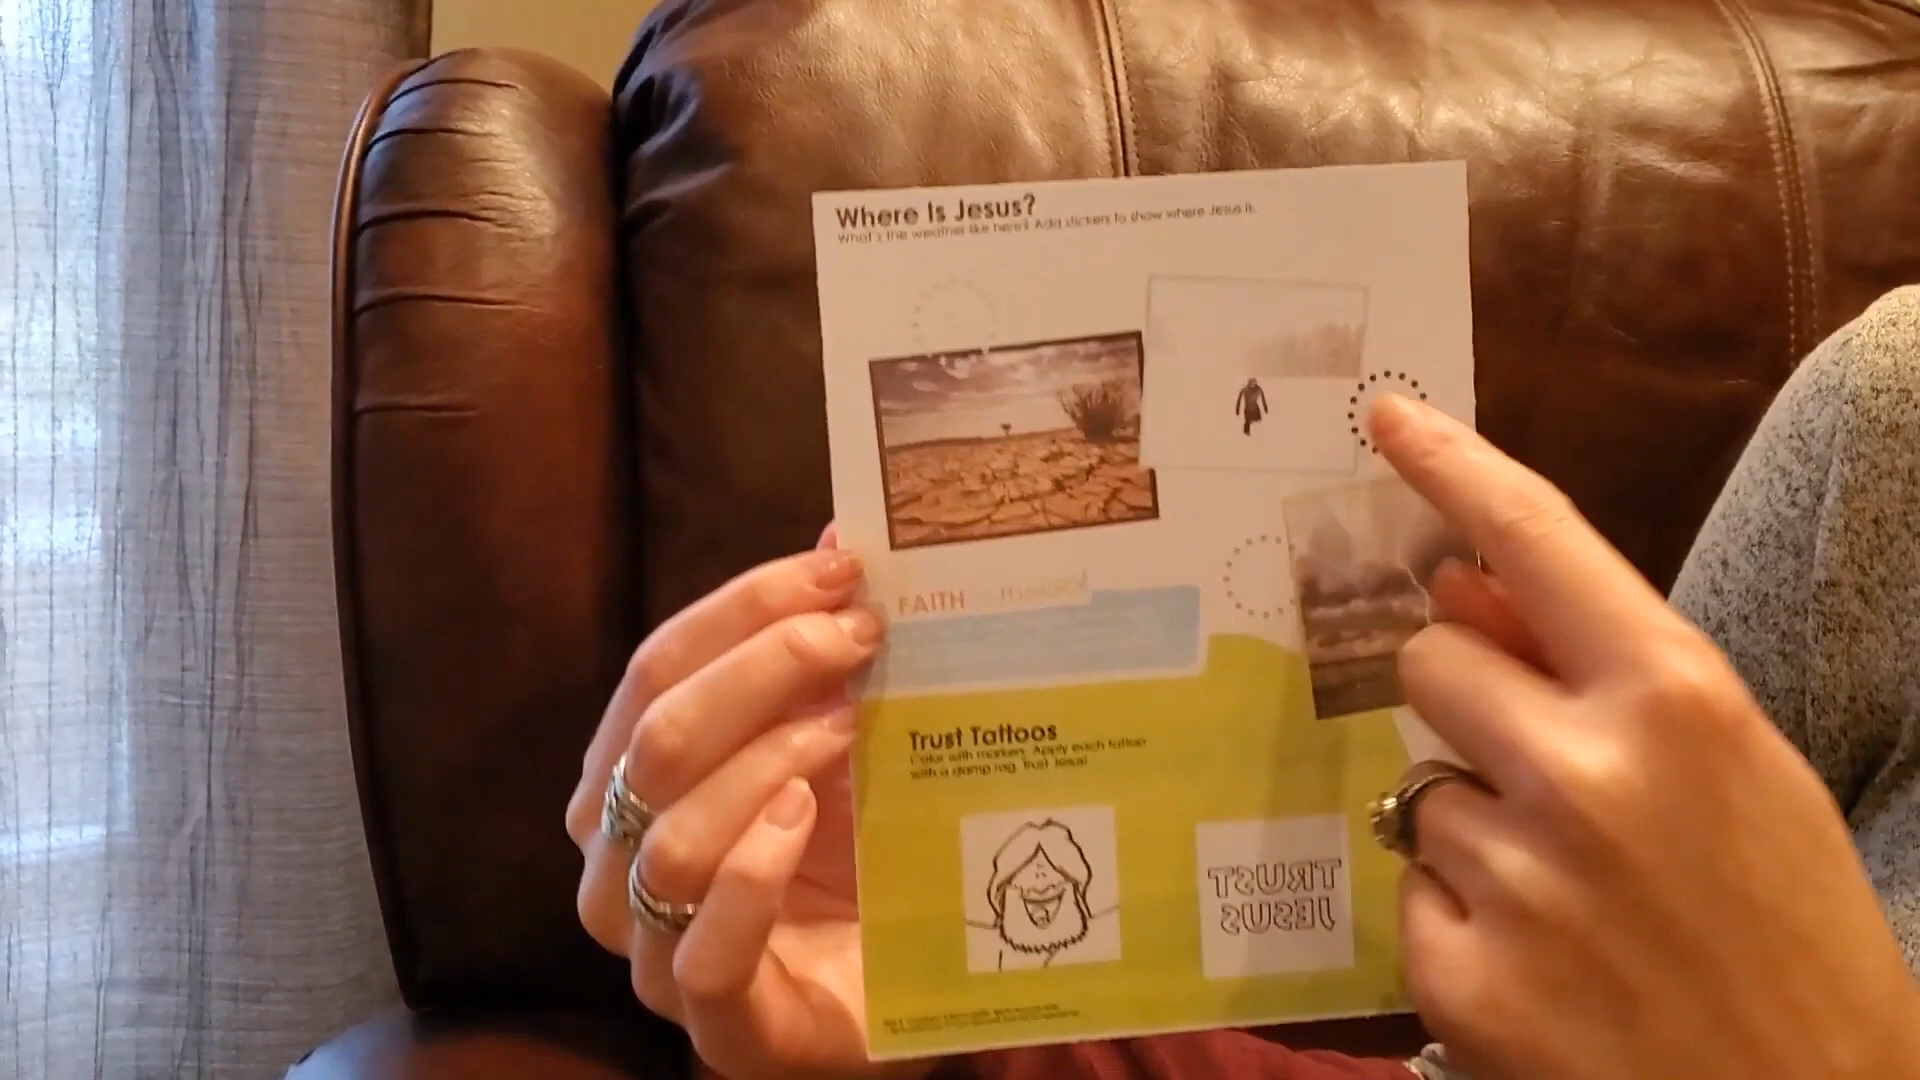 Where Is Jesus?
What's the weather like here? Add stickers to show where Jesus is.
FAITH
Trust Tattoos
Color with markers. Apply each tattoo
with a damp rag. Trust Jesus!
TRUST
JESUS